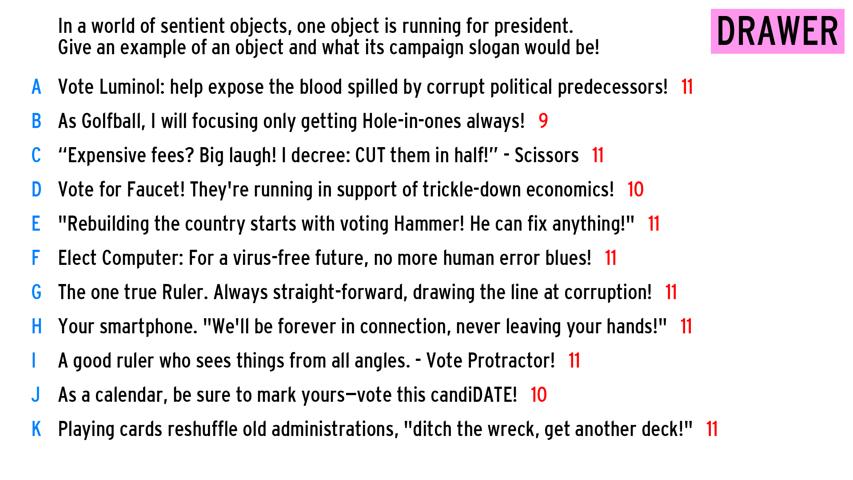 In a world of sentient objects, one object is running for president.
Give an example of an object and what its campaign slogan would be!
DRAWER
A Vote Luminol: help expose the blood spilled by corrupt political predecessors! 11
B As Golfball, I will focusing only getting Hole-in-ones always! 9
C “Expensive fees? Big laugh! I decree: CUT them in half!” - Scissors 11
D Vote for Faucet! They're running in support of trickle-down economics! 10
E "Rebuilding the country starts with voting Hammer! He can fix anything!" 11
F Elect Computer: For a virus-free future, no more human error blues! 11
G The one true Ruler. Always straight-forward, drawing the line at corruption! 11
H Your smartphone. "We'll be forever in connection, never leaving your hands!" 11
I A good ruler who sees things from all angles. - Vote Protractor! 11
J As a calendar, be sure to mark yours—vote this candiDATE! 10
K Playing cards reshuffle old administrations, "ditch the wreck, get another deck!" 11